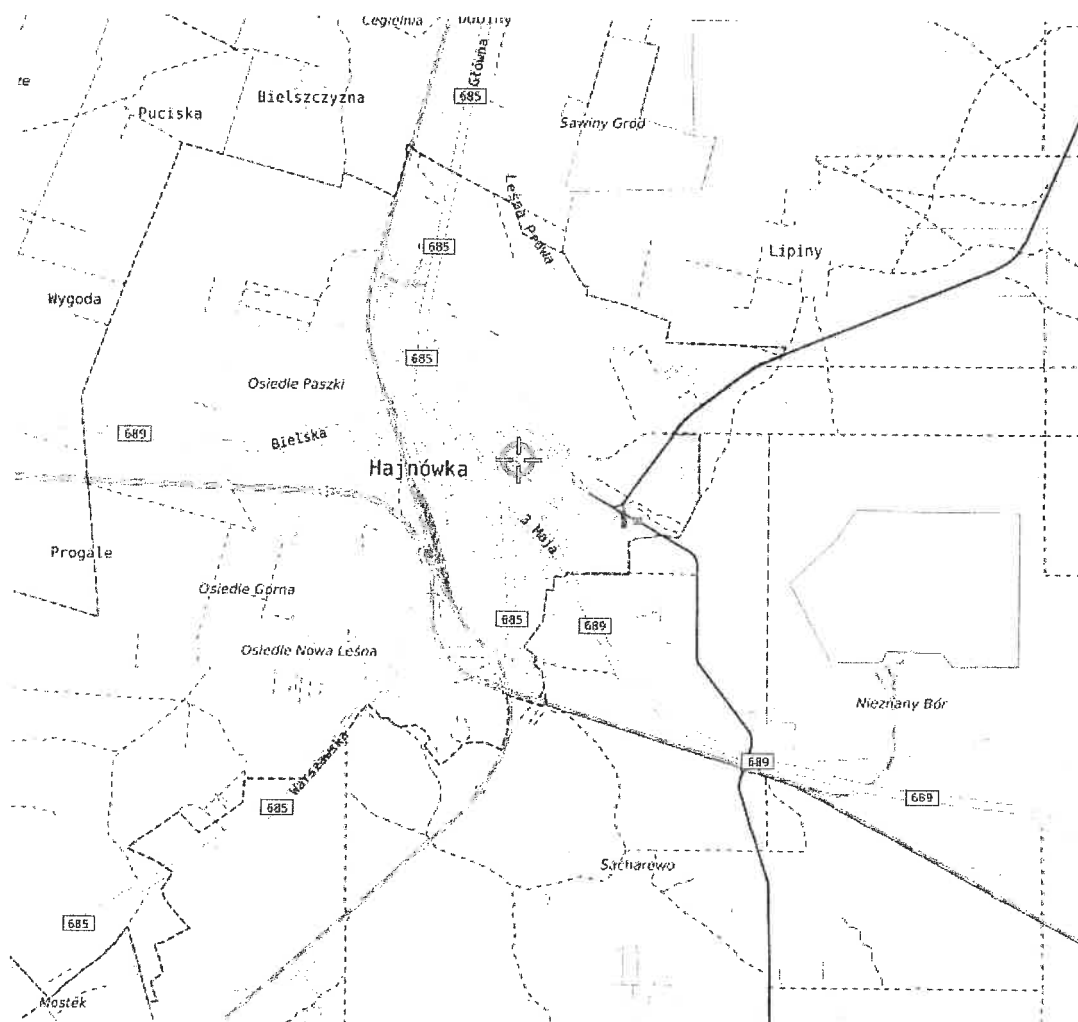 Cegielnia
Dubiny
Główna
685
Bielszczyzna
Puciska
Sawiny Gród
Leśna Prawa
685
Lipiny
Wygoda
685
Osiedle Paszki
689
Bielska
Hajnówka
3 Maja
Progale
Osiedle Górna
685
689
Osiedle Nowa Leśna
Nieznany Bór
Warszawska
689
685
689
Sacharewo
685
Mostek